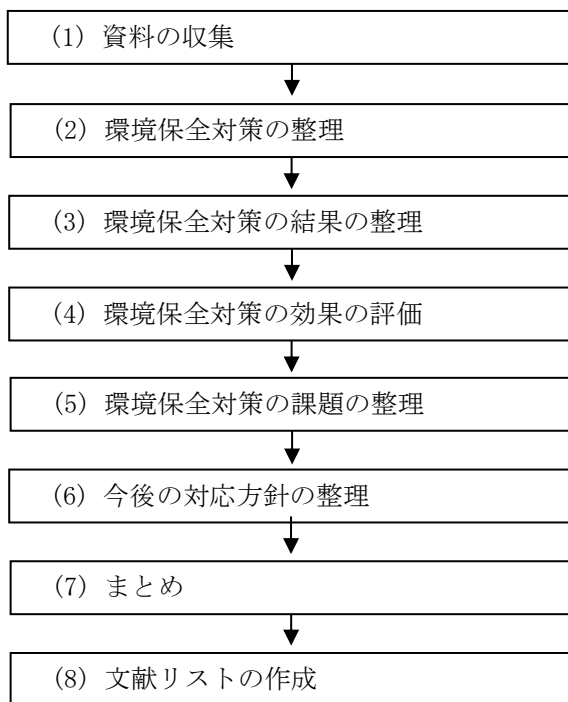 (1) 資料の収集
(2) 環境保全対策の整理
(3) 環境保全対策の結果の整理
(4) 環境保全対策の効果の評価
(5) 環境保全対策の課題の整理
(6) 今後の対応方針の整理
(7) まとめ
(8) 文献リストの作成